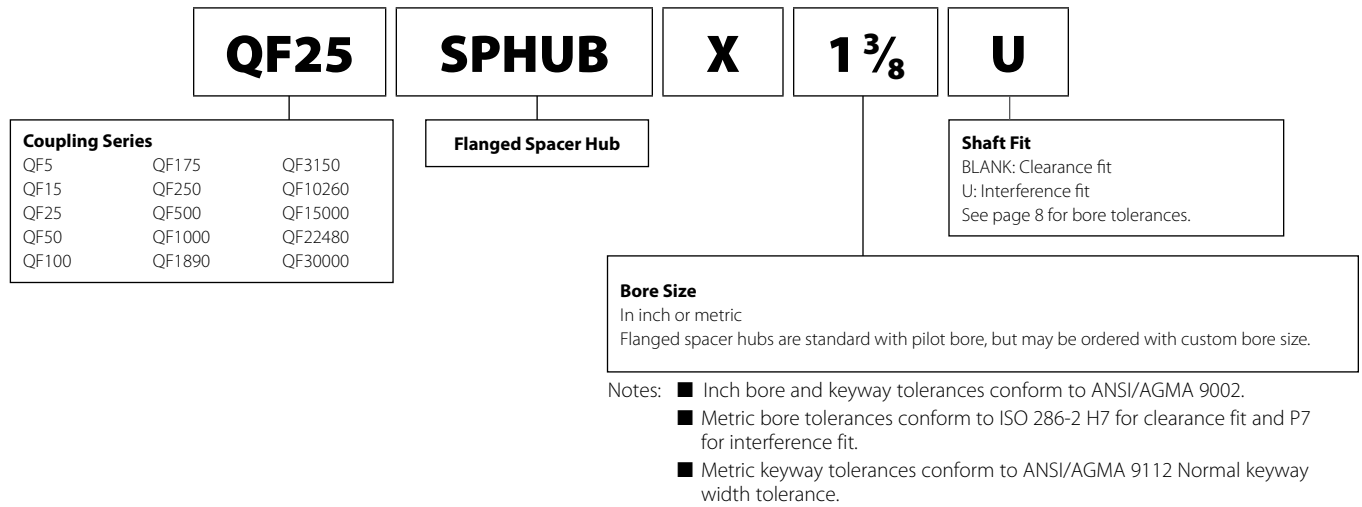 QF25 SPHUB X 1 ⅜ U
Coupling Series
QF5 QF175 QF3150
QF15 QF250 QF10260
QF25 QF500 QF15000
QF50 QF1000 QF22480
QF100 QF1890 QF30000
Flanged Spacer Hub
Shaft Fit
BLANK: Clearance fit
U: Interference fit
See page 8 for bore tolerances.
Bore Size
In inch or metric
Flanged spacer hubs are standard with pilot bore, but may be ordered with custom bore size.
Notes: ■ Inch bore and keyway tolerances conform to ANSI/AGMA 9002.
■ Metric bore tolerances conform to ISO 286-2 H7 for clearance fit and P7
for interference fit.
■ Metric keyway tolerances conform to ANSI/AGMA 9112 Normal keyway
width tolerance.